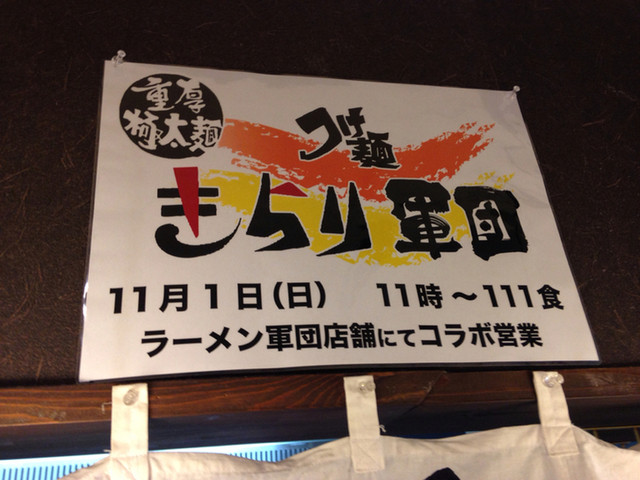 重厚
極太麺
つけ麺
きらり軍団
11月1日(日) 11時～111食
ラーメン軍団店舗にてコラボ営業